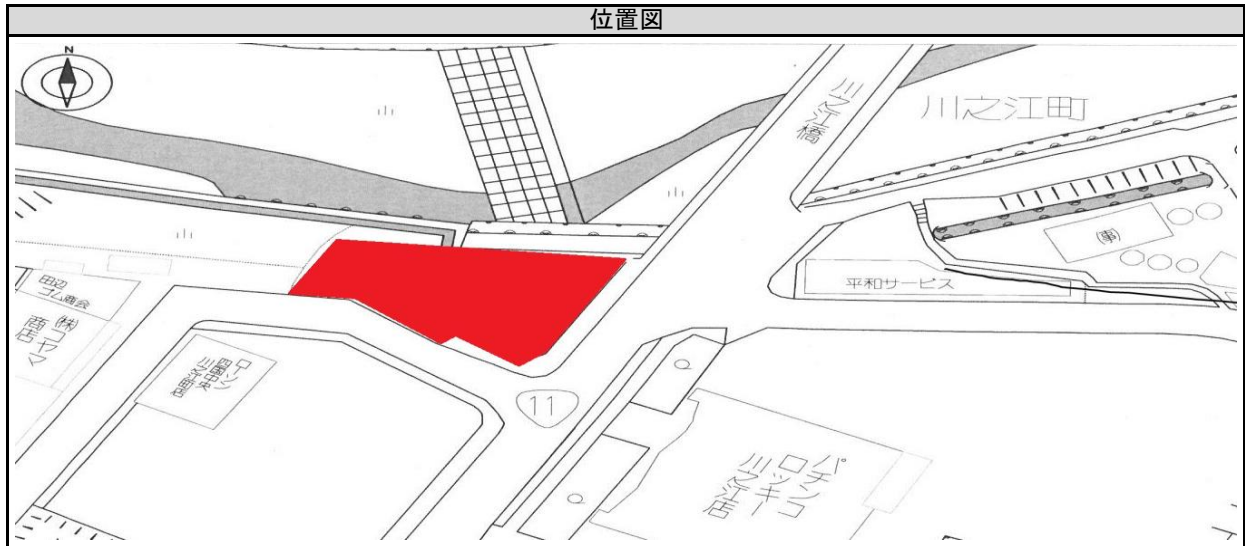 位置図
N
川之江橋
川之江町
田辺
ゴム商会
㈱コヤマ
商店
ローソン
四国中央
川之江町店
平和サービス
11
パチンコ
ロッキー
川之江店